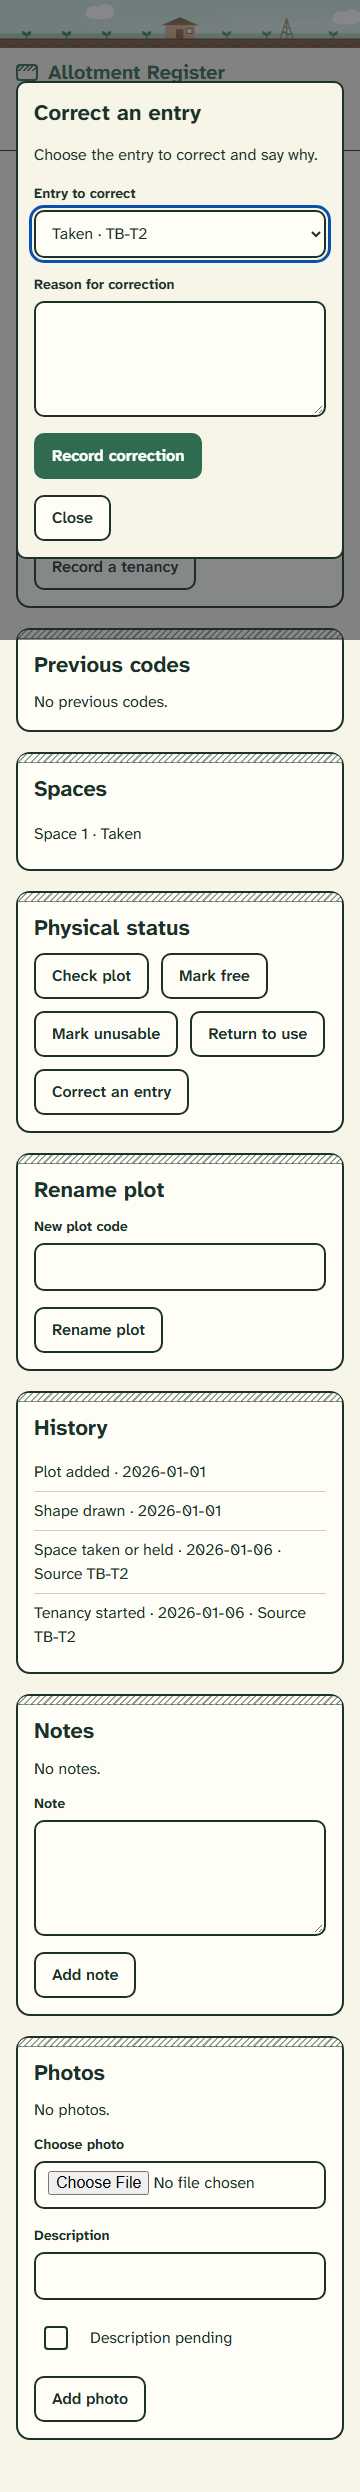 Allotment Register
Correct an entry
Choose the entry to correct and say why.
Entry to correct
Taken · TB-T2
Reason for correction
Record correction
Close
Record a tenancy
Previous codes
No previous codes.
Spaces
Space 1 · Taken
Physical status
Check plot
Mark free
Mark unusable
Return to use
Correct an entry
Rename plot
New plot code
Rename plot
History
Plot added · 2026-01-01
Shape drawn · 2026-01-01
Space taken or held · 2026-01-06 ·
Source TB-T2
Tenancy started · 2026-01-06 · Source
TB-T2
Notes
No notes.
Note
Add note
Photos
No photos.
Choose photo
Choose File No file chosen
Description
Description pending
Add photo